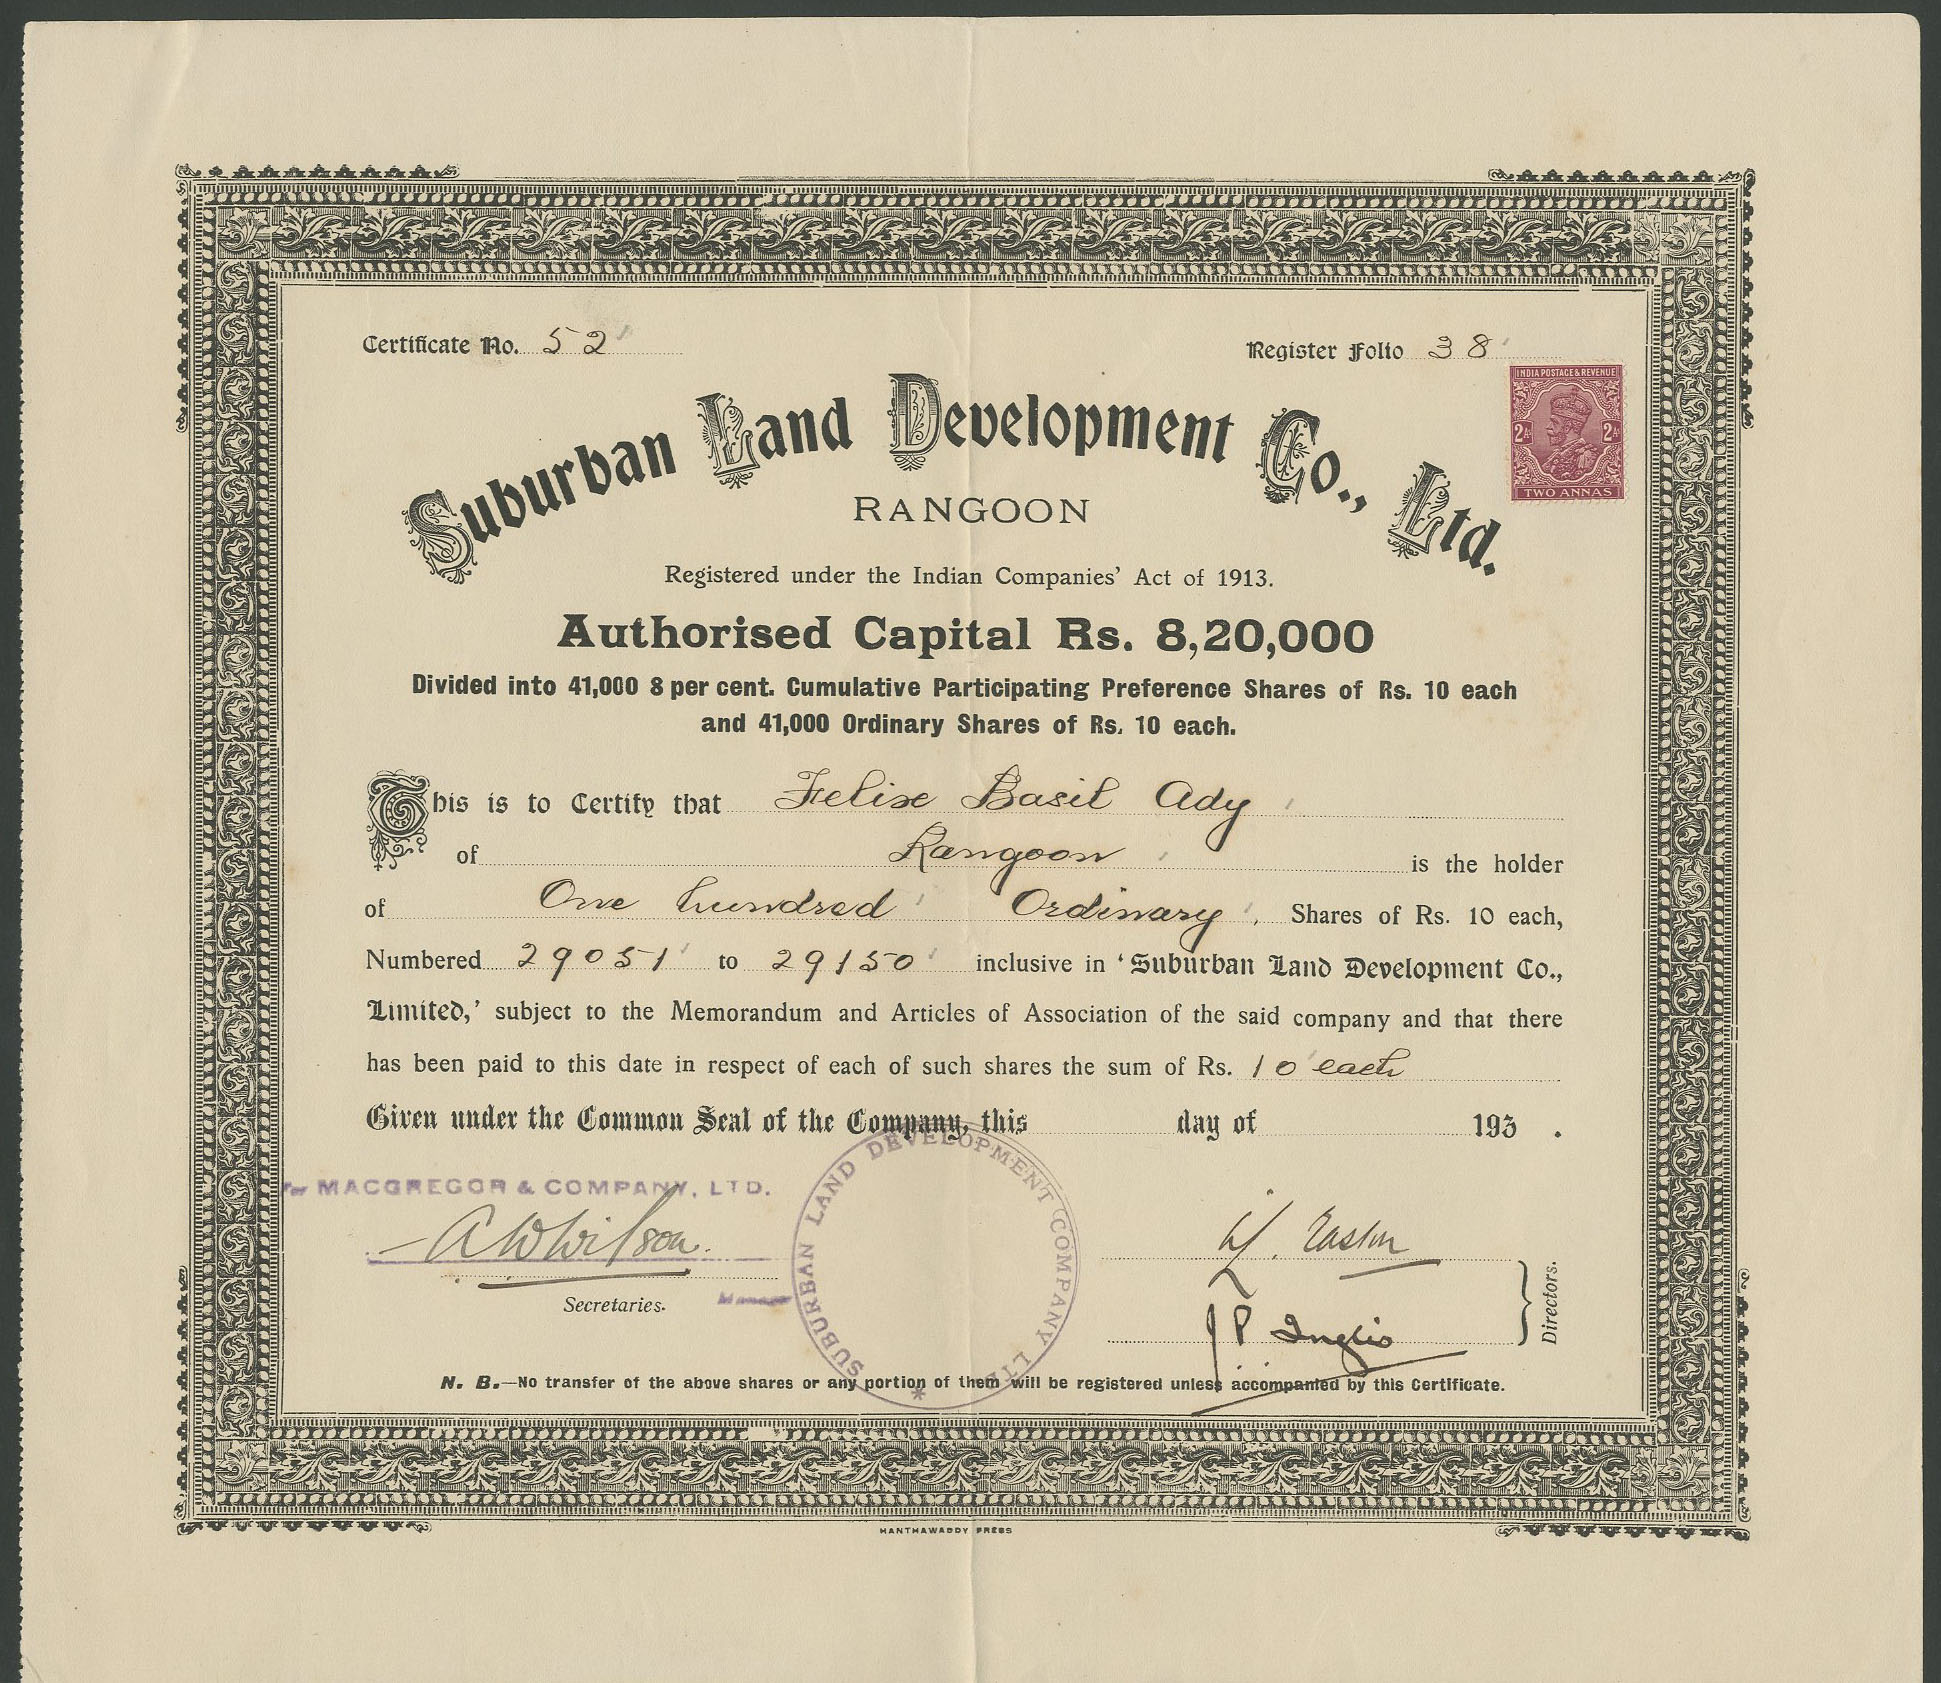 Certificate No. 52
Register Folio 38
INDIA POSTAGE & REVENUE
2As 2As
TWO ANNAS
Suburban Land Development Co., Ltd.
RANGOON
Registered under the Indian Companies' Act of 1913.
Authorised Capital Rs. 8,20,000
Divided into 41,000 8 per cent. Cumulative Participating Preference Shares of Rs. 10 each
and 41,000 Ordinary Shares of Rs. 10 each.
This is to Certify that Felix Basil Ady
of Rangoon is the holder
of One hundred Ordinary Shares of Rs. 10 each,
Numbered 29051 to 29150 inclusive in 'Suburban Land Development Co.,
Limited,' subject to the Memorandum and Articles of Association of the said company and that there
has been paid to this date in respect of each of such shares the sum of Rs. 10 each
Given under the Common Seal of the Company, this day of 193 .
For MACGREGOR & COMPANY, LTD.
A W Wilson
Secretaries.
Manager
SUBURBAN LAND DEVELOPMENT COMPANY LTD *
J P Inglis
Directors.
N. B.—No transfer of the above shares or any portion of them will be registered unless accompanied by this Certificate.
HANTHAWADDY PRESS